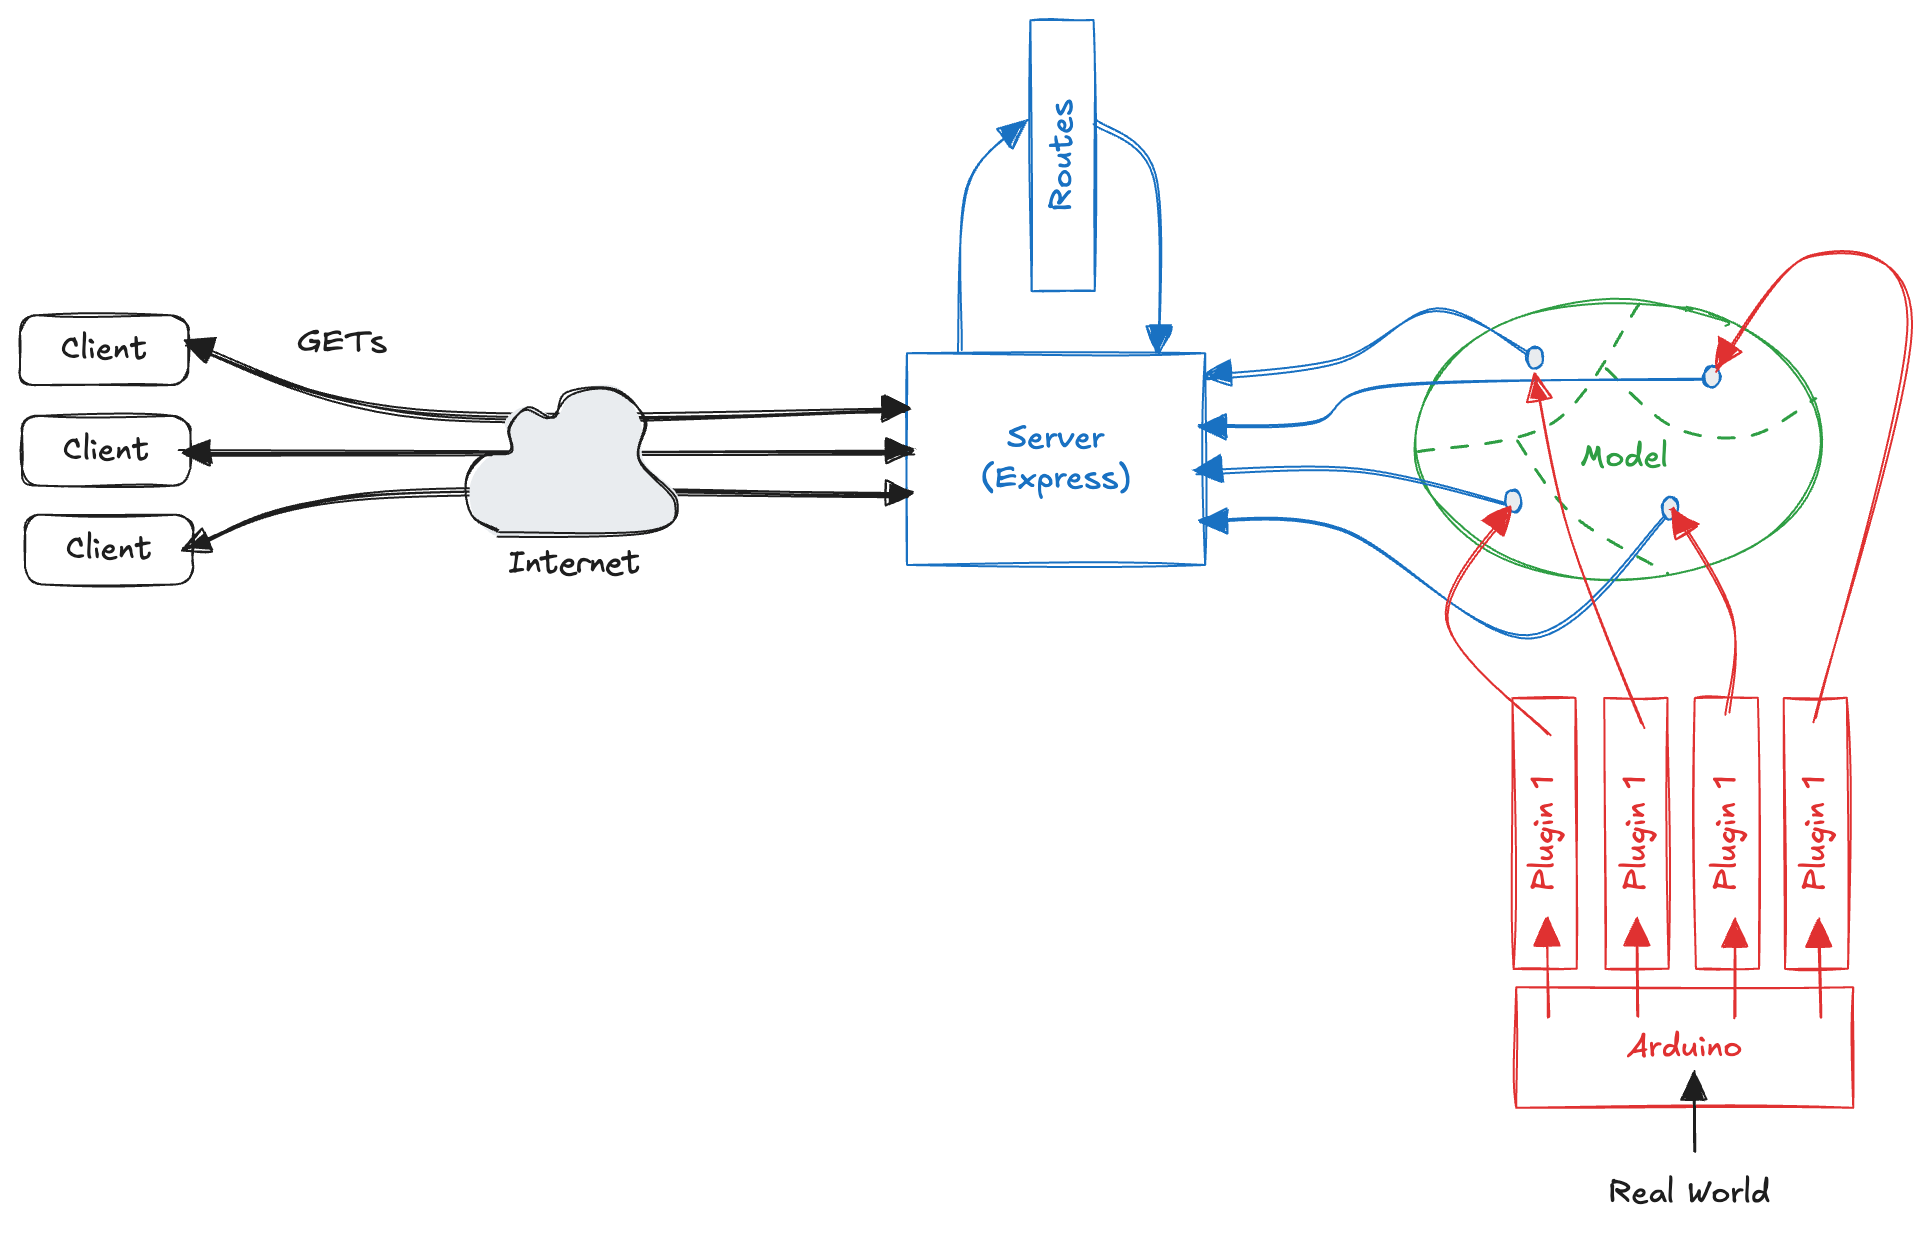 Routes
Client
GETs
Client
Client
Internet
Server
(Express)
Model
Plugin 1
Plugin 1
Plugin 1
Plugin 1
Arduino
Real World